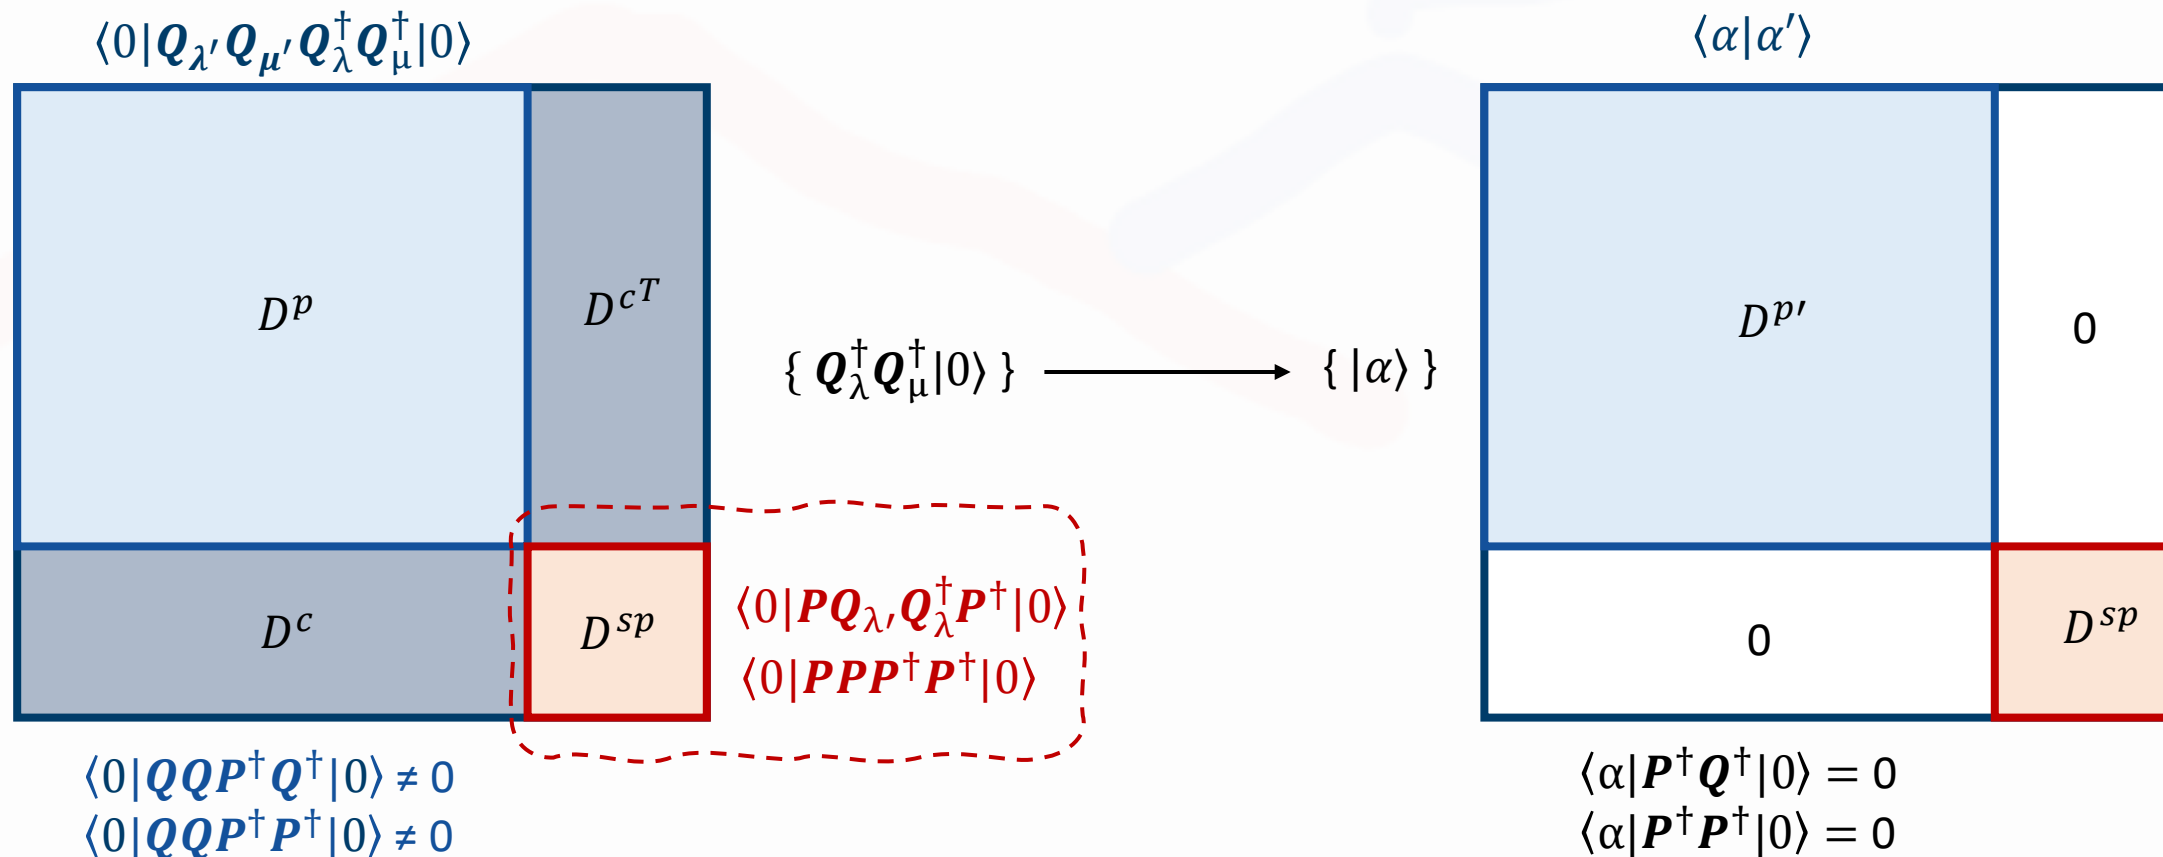 ⟨0|Q_λ′ Q_μ′ Q_λ^† Q_μ^†|0⟩
⟨α|α′⟩
D^p
D^{c^T}
D^{p′}
0
{ Q_λ^† Q_μ^†|0⟩ }
{ |α⟩ }
D^c
D^{sp}
⟨0|PQ_λ′ Q_λ^† P^†|0⟩
⟨0|PPP^†P^†|0⟩
0
D^{sp}
⟨0|QQP^†Q^†|0⟩ ≠ 0
⟨0|QQP^†P^†|0⟩ ≠ 0
⟨α|P^†Q^†|0⟩ = 0
⟨α|P^†P^†|0⟩ = 0